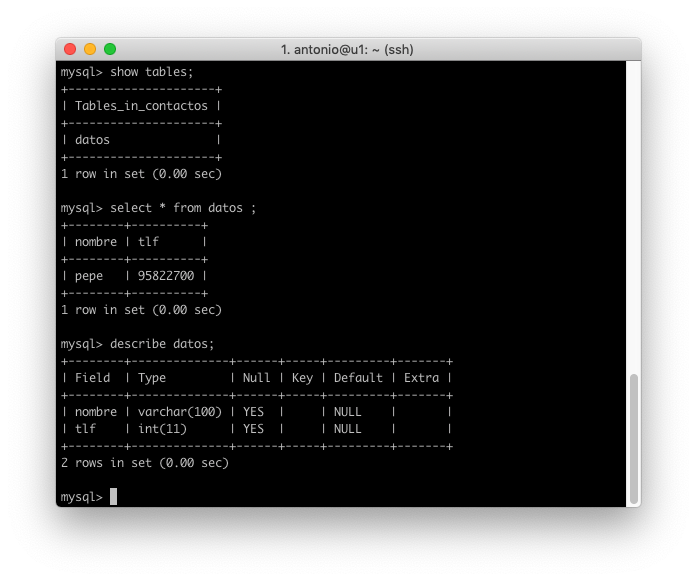 1. antonio@u1: ~ (ssh)
mysql> show tables;
+---------------------+
| Tables_in_contactos |
+---------------------+
| datos               |
+---------------------+
1 row in set (0.00 sec)
mysql> select * from datos ;
+--------+----------+
| nombre | tlf      |
+--------+----------+
| pepe   | 95822700 |
+--------+----------+
1 row in set (0.00 sec)
mysql> describe datos;
+--------+--------------+------+-----+---------+-------+
| Field  | Type         | Null | Key | Default | Extra |
+--------+--------------+------+-----+---------+-------+
| nombre | varchar(100) | YES  |     | NULL    |       |
| tlf    | int(11)      | YES  |     | NULL    |       |
+--------+--------------+------+-----+---------+-------+
2 rows in set (0.00 sec)
mysql>